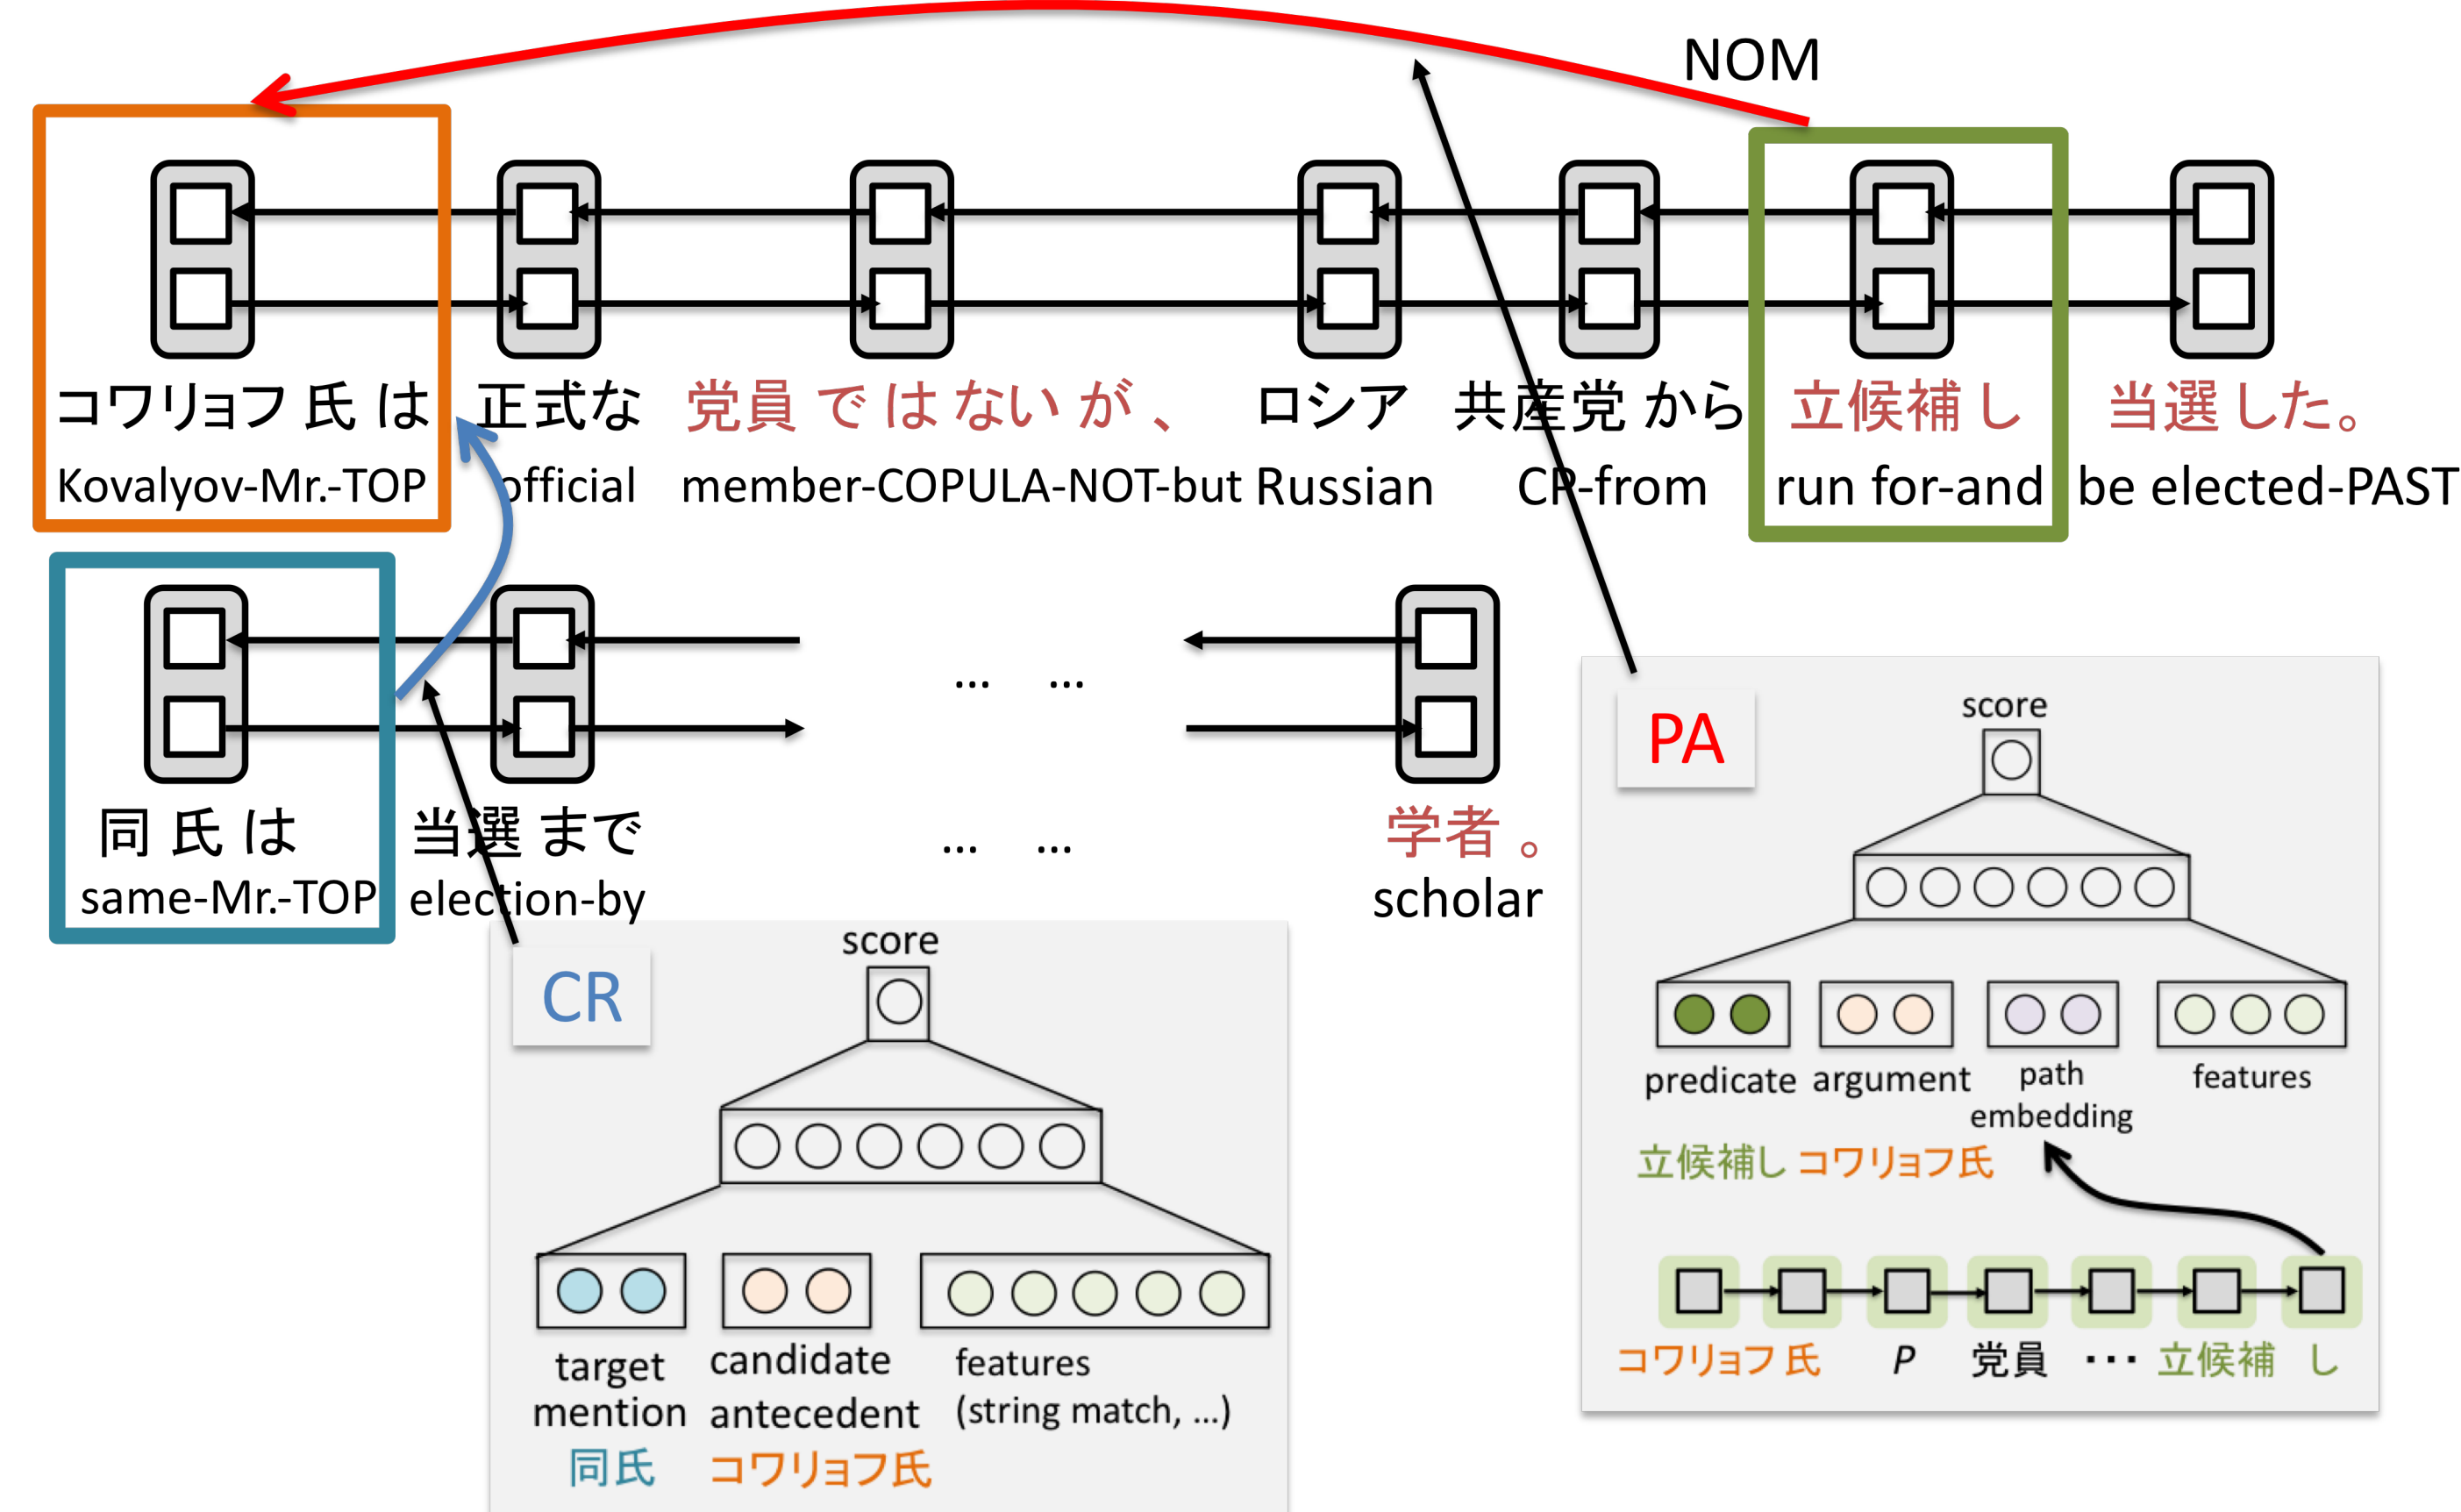 NOM
コワリョフ 氏 は 正式な 党員 で は ない が 、 ロシア 共産党 から 立候補 し 当選 した。
Kovalyov-Mr.-TOP official member-COPULA-NOT-but Russian CP-from run for-and be elected-PAST
... ...
同 氏 は 当選 まで ... ... 学者 。
same-Mr.-TOP election-by scholar
CR
score
target mention
candidate antecedent
features
(string match, ...)
同氏 コワリョフ氏
PA
score
predicate argument path embedding features
立候補し コワリョフ氏
コワリョフ 氏 P 党員 ・・・ 立候補 し